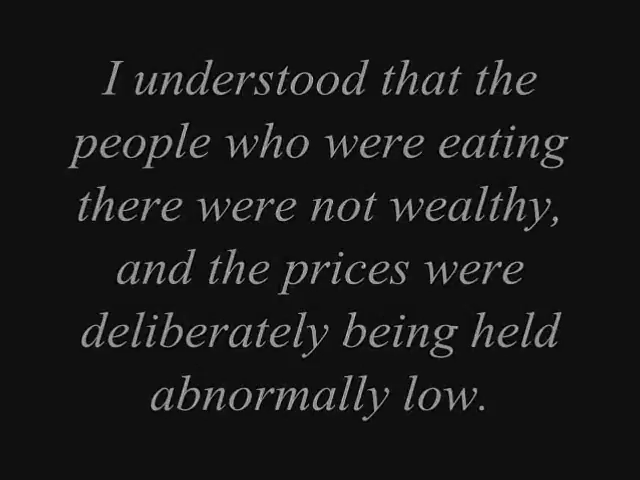 I understood that the
people who were eating
there were not wealthy,
and the prices were
deliberately being held
abnormally low.